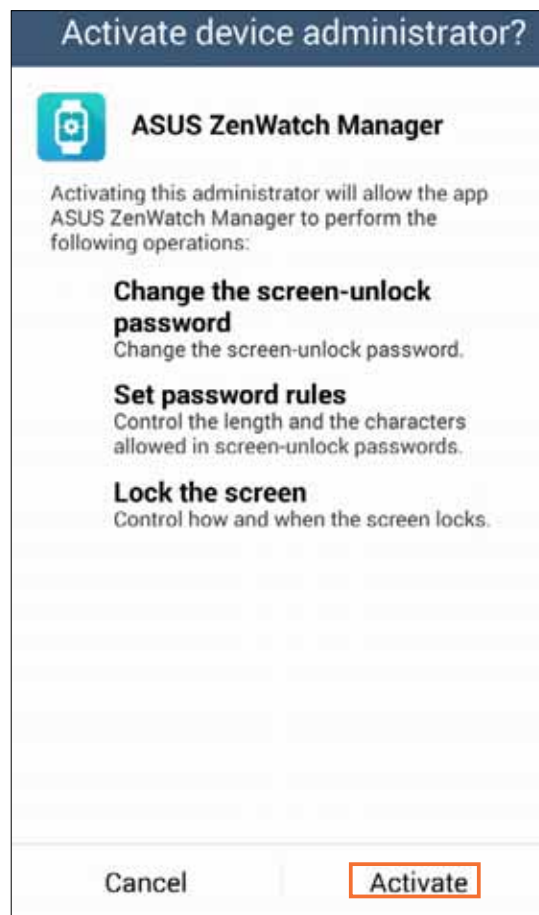 Activate device administrator?
ASUS ZenWatch Manager
Activating this administrator will allow the app
ASUS ZenWatch Manager to perform the
following operations:
Change the screen-unlock
password
Change the screen-unlock password.
Set password rules
Control the length and the characters
allowed in screen-unlock passwords.
Lock the screen
Control how and when the screen locks.
Cancel
Activate